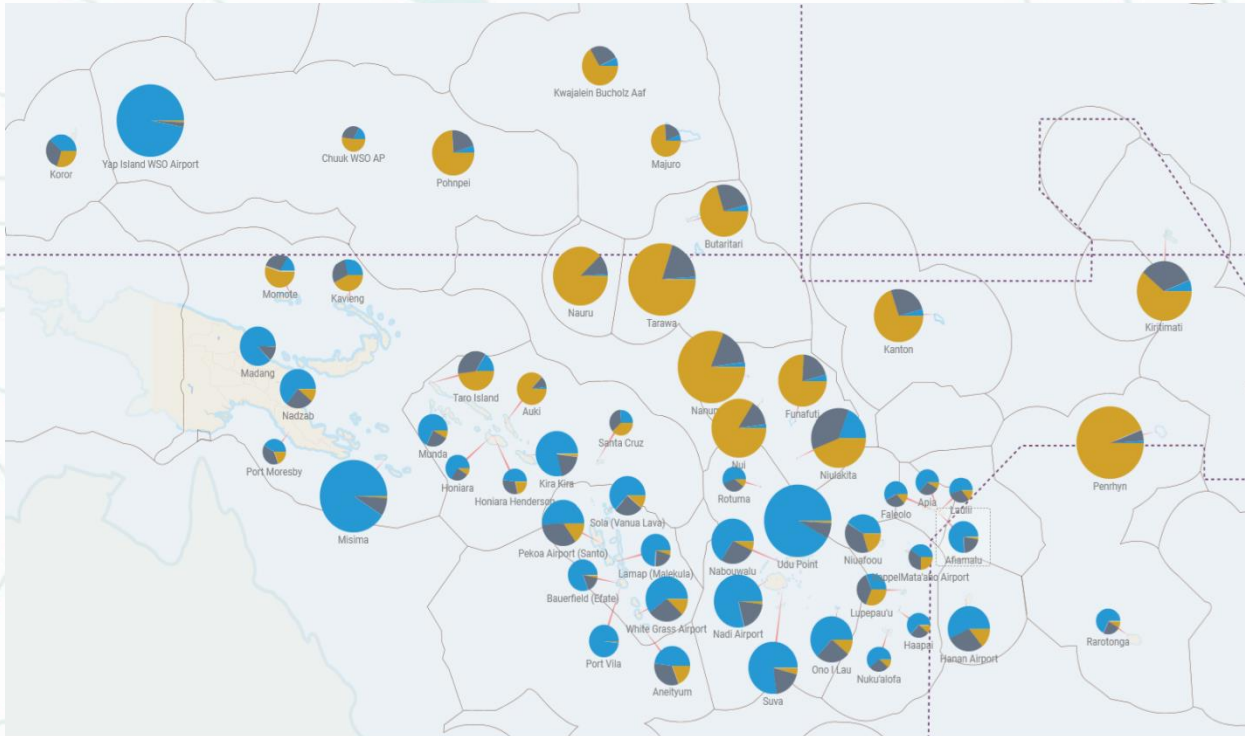 Kwajalein Bucholz Aaf
Koror
Yap Island WSO Airport
Chuuk WSO AP
Pohnpei
Majuro
Butaritari
Momote
Kavieng
Nauru
Tarawa
Kanton
Kiritimati
Madang
Nadzab
Taro Island
Auki
Funafuti
Nui
Niulakita
Penrhyn
Port Moresby
Munda
Honiara
Honiara Henderson
Kira Kira
Santa Cruz
Rotuma
Misima
Sola (Vanua Lava)
Pekoa Airport (Santo)
Lamap (Malekula)
Bauerfield (Efate)
White Grass Airport
Port Vila
Aneityum
Nabouwalu
Udu Point
Nadi Airport
Suva
Ono I Lau
Niuafoou
Faleolo
Apia
Afiamalu
Mata'aho Airport
Lupepau'u
Haapai
Nuku'alofa
Hanan Airport
Rarotonga